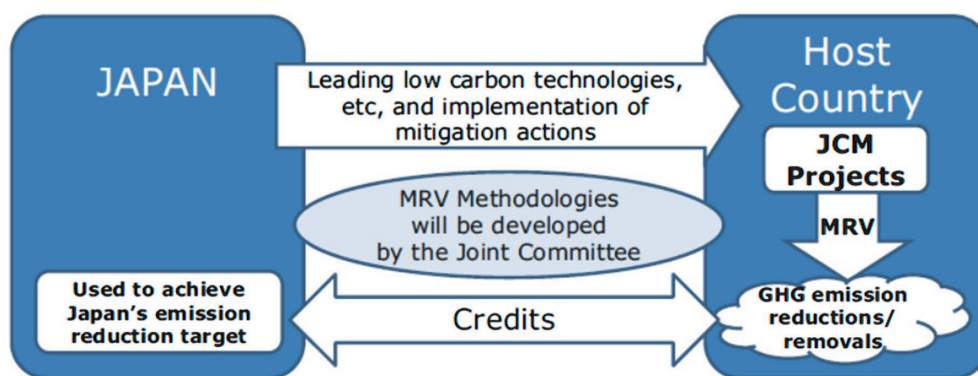 JAPAN
Leading low carbon technologies,
etc, and implementation of
mitigation actions
Host
Country
JCM
Projects
MRV Methodologies
will be developed
by the Joint Committee
MRV
Used to achieve
Japan's emission
reduction target
Credits
GHG emission
reductions/
removals